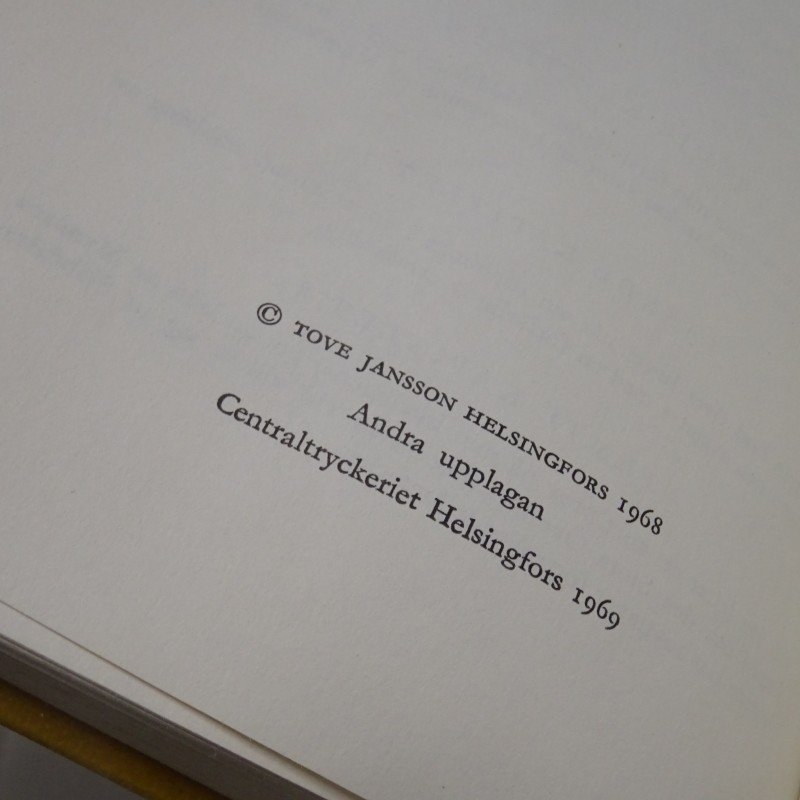 © TOVE JANSSON HELSINGFORS 1968
Andra upplagan
Centraltryckeriet Helsingfors 1969